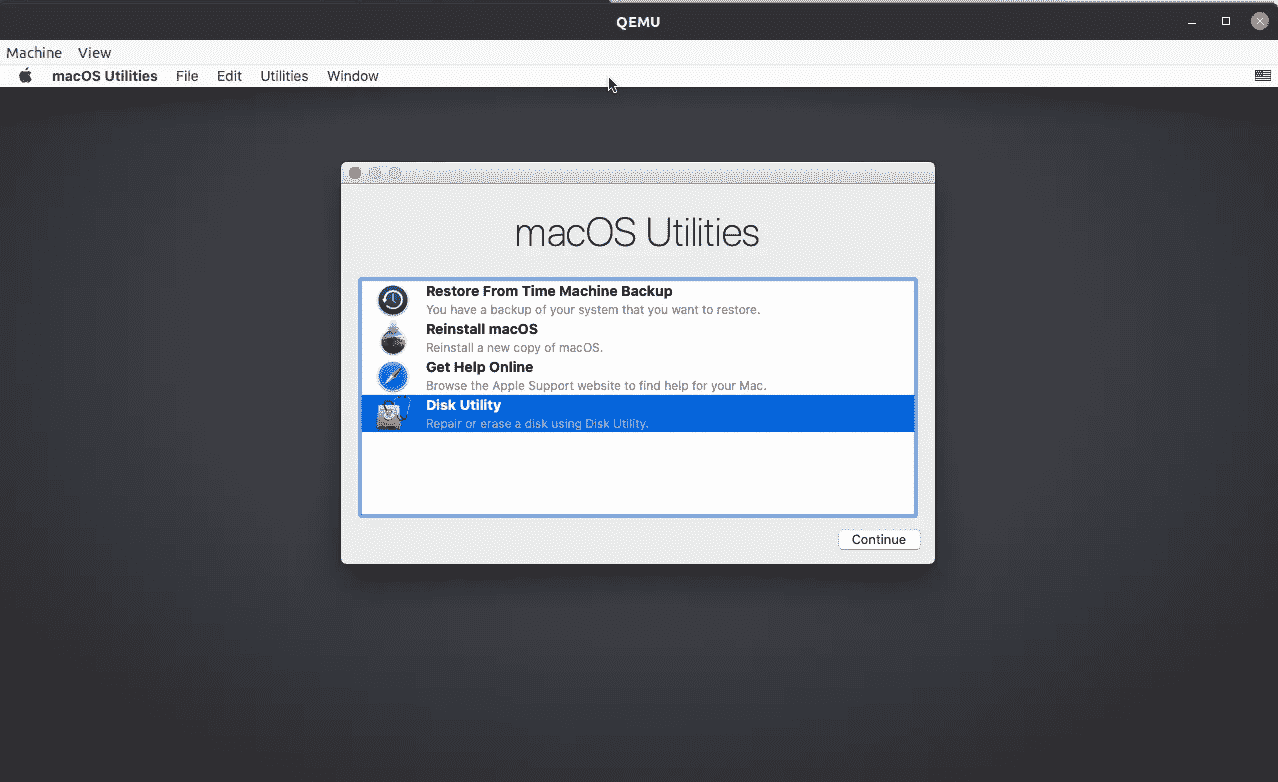 QEMU
Machine View
macOS Utilities File Edit Utilities Window
macOS Utilities
Restore From Time Machine Backup
You have a backup of your system that you want to restore.
Reinstall macOS
Reinstall a new copy of macOS.
Get Help Online
Browse the Apple Support website to find help for your Mac.
Disk Utility
Repair or erase a disk using Disk Utility.
Continue